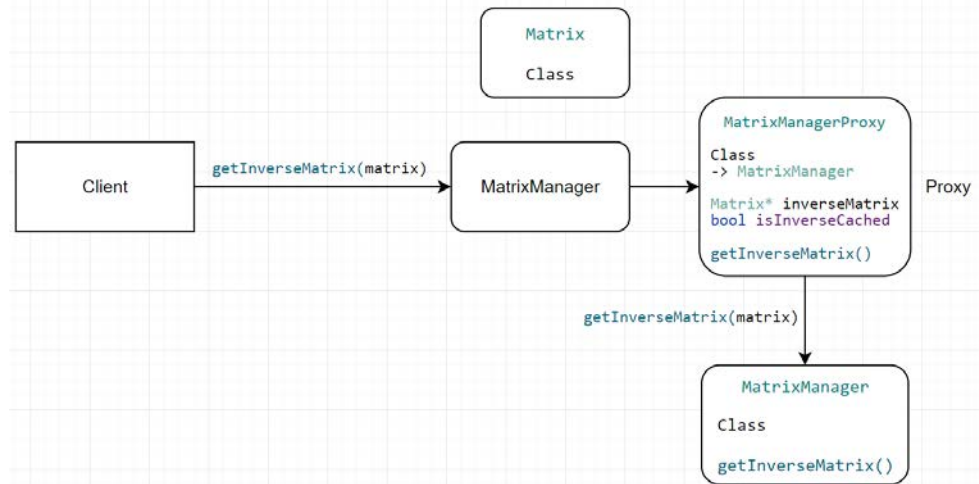 Matrix
Class
Client
getInverseMatrix(matrix)
MatrixManager
MatrixManagerProxy
Class
-> MatrixManager
Matrix* inverseMatrix
bool isInverseCached
getInverseMatrix()
Proxy
getInverseMatrix(matrix)
MatrixManager
Class
getInverseMatrix()